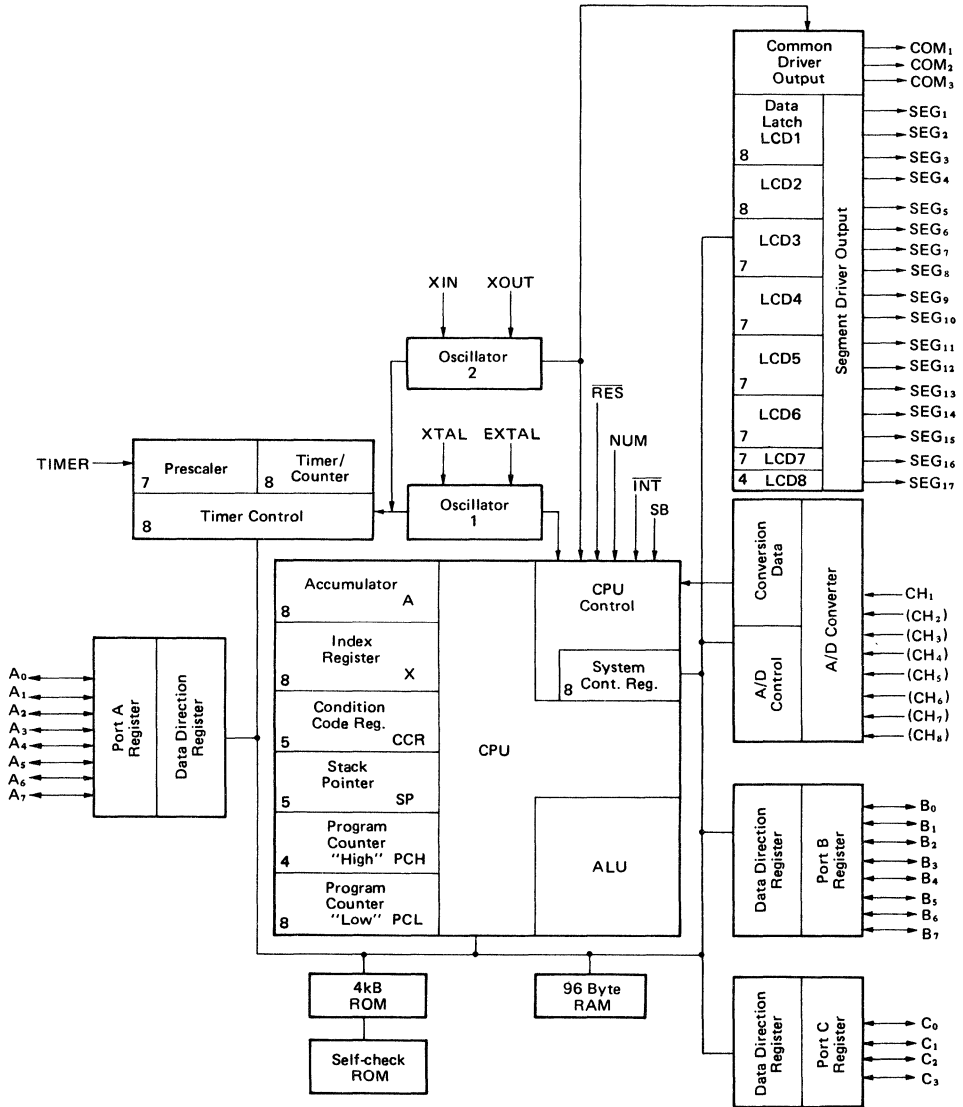 Common
Driver
Output
COM₁
COM₂
COM₃
Data
Latch
LCD1
8
LCD2
8
LCD3
7
LCD4
7
LCD5
7
LCD6
7
7 LCD7
4 LCD8
Segment Driver Output
SEG₁
SEG₂
SEG₃
SEG₄
SEG₅
SEG₆
SEG₇
SEG₈
SEG₉
SEG₁₀
SEG₁₁
SEG₁₂
SEG₁₃
SEG₁₄
SEG₁₅
SEG₁₆
SEG₁₇
XIN XOUT
Oscillator
2
XTAL EXTAL
Oscillator
1
R̅E̅S̅
NUM
I̅N̅T̅
SB
TIMER
Prescaler
7
Timer/
Counter
8
Timer Control
8
Accumulator
A
8
Index
Register
X
8
Condition
Code Reg.
CCR
5
Stack
Pointer
SP
5
Program
Counter
"High" PCH
4
Program
Counter
"Low" PCL
8
CPU
CPU
Control
System
Cont. Reg.
8
ALU
Conversion
Data
A/D Control
A/D Converter
CH₁
(CH₂)
(CH₃)
(CH₄)
(CH₅)
(CH₆)
(CH₇)
(CH₈)
A₀
A₁
A₂
A₃
A₄
A₅
A₆
A₇
Port A
Register
Data Direction
Register
Data Direction
Register
Port B
Register
B₀
B₁
B₂
B₃
B₄
B₅
B₆
B₇
4kB
ROM
Self-check
ROM
96 Byte
RAM
Data Direction
Register
Port C
Register
C₀
C₁
C₂
C₃